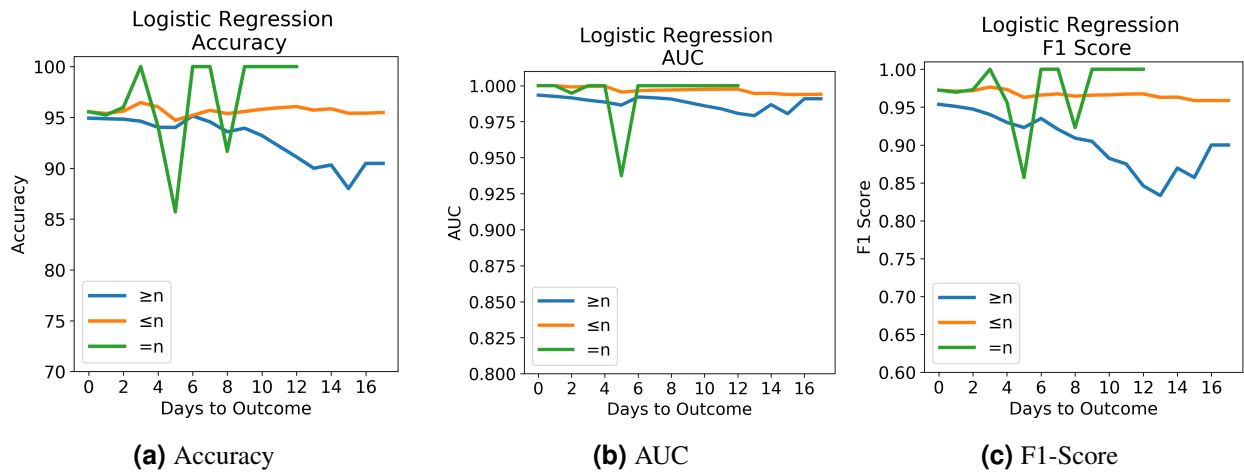 Logistic Regression
Accuracy
100
95
90
85
80
75
70
Accuracy
≥n
≤n
=n
0 2 4 6 8 10 12 14 16
Days to Outcome
(a) Accuracy
Logistic Regression
AUC
1.000
0.975
0.950
0.925
0.900
0.875
0.850
0.825
0.800
AUC
≥n
≤n
=n
0 2 4 6 8 10 12 14 16
Days to Outcome
(b) AUC
Logistic Regression
F1 Score
1.00
0.95
0.90
0.85
0.80
0.75
0.70
0.65
0.60
F1 Score
≥n
≤n
=n
0 2 4 6 8 10 12 14 16
Days to Outcome
(c) F1-Score